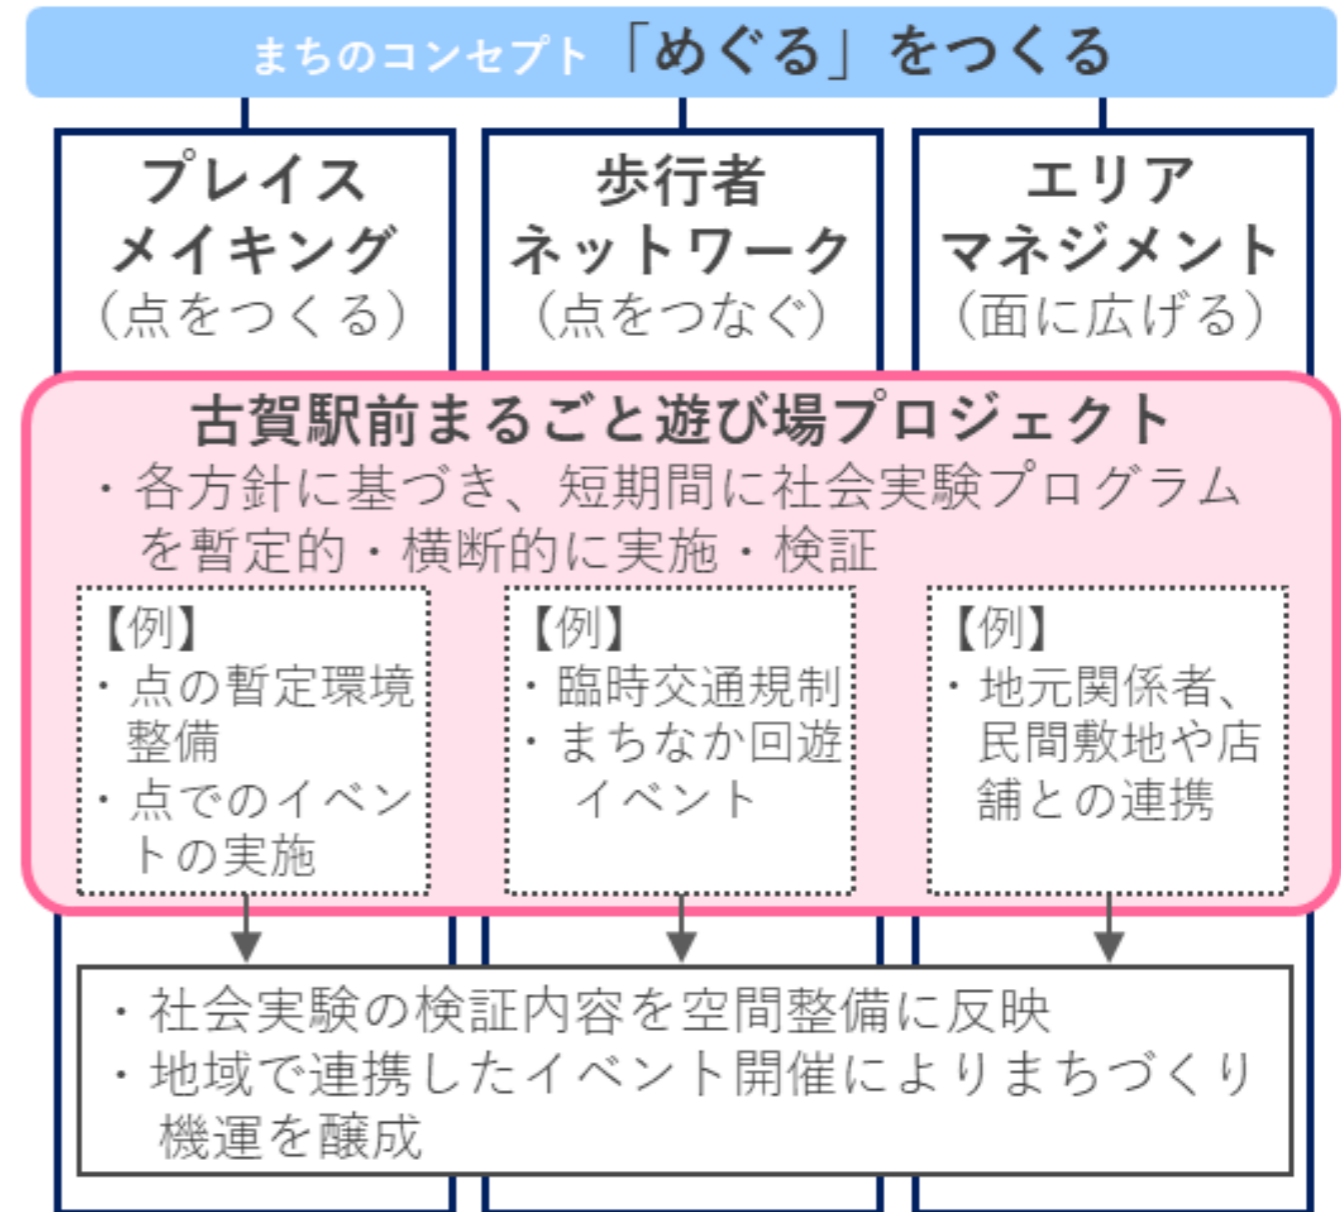 まちのコンセプト「めぐる」をつくる
プレイス
メイキング
（点をつくる）
歩行者
ネットワーク
（点をつなぐ）
エリア
マネジメント
（面に広げる）
古賀駅前まるごと遊び場プロジェクト
・各方針に基づき、短期間に社会実験プログラム
を暫定的・横断的に実施・検証
【例】
・点の暫定環境
整備
・点でのイベン
トの実施
【例】
・臨時交通規制
・まちなか回遊
イベント
【例】
・地元関係者、
民間敷地や店
舗との連携
・社会実験の検証内容を空間整備に反映
・地域で連携したイベント開催によりまちづくり
機運を醸成